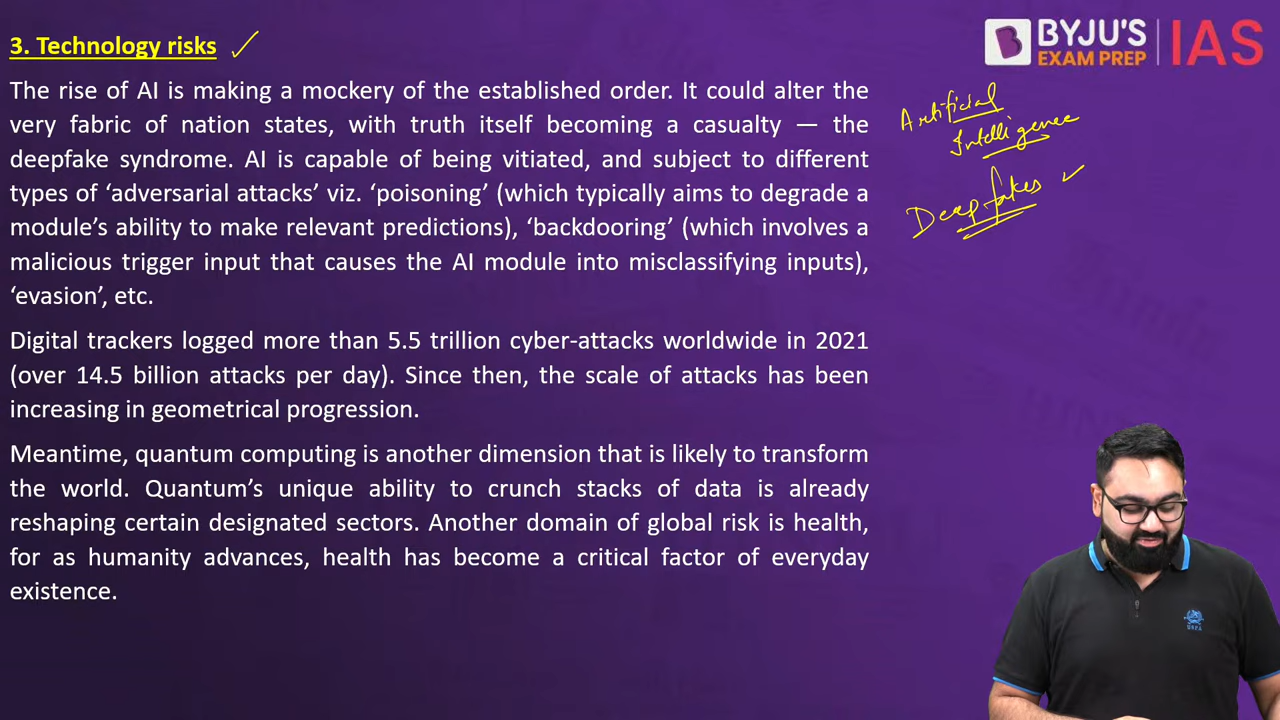 3. Technology risks
The rise of AI is making a mockery of the established order. It could alter the
very fabric of nation states, with truth itself becoming a casualty — the
deepfake syndrome. AI is capable of being vitiated, and subject to different
types of ‘adversarial attacks’ viz. ‘poisoning’ (which typically aims to degrade a
module’s ability to make relevant predictions), ‘backdooring’ (which involves a
malicious trigger input that causes the AI module into misclassifying inputs),
‘evasion’, etc.
Digital trackers logged more than 5.5 trillion cyber-attacks worldwide in 2021
(over 14.5 billion attacks per day). Since then, the scale of attacks has been
increasing in geometrical progression.
Meantime, quantum computing is another dimension that is likely to transform
the world. Quantum’s unique ability to crunch stacks of data is already
reshaping certain designated sectors. Another domain of global risk is health,
for as humanity advances, health has become a critical factor of everyday
existence.
BYJU'S
EXAM PREP
IAS
Artificial
Intelligence
Deepfakes